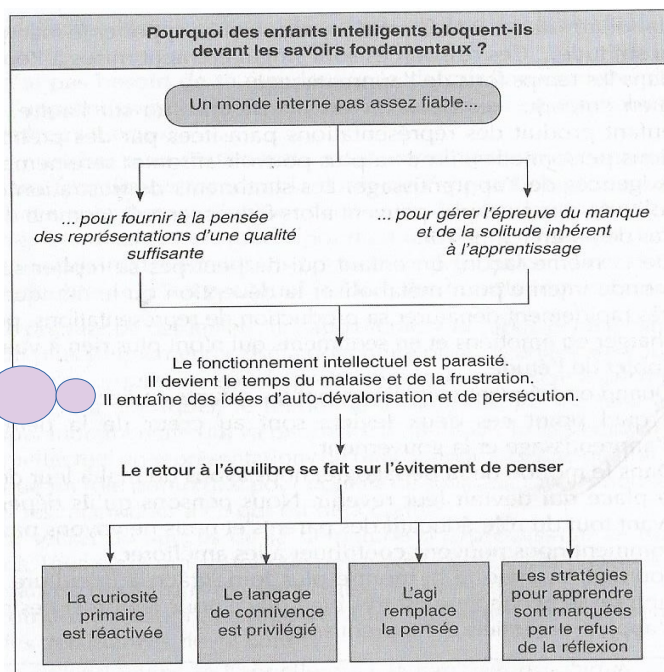 Pourquoi des enfants intelligents bloquent-ils
devant les savoirs fondamentaux ?
Un monde interne pas assez fiable...
...pour fournir à la pensée
des représentations d'une qualité
suffisante
...pour gérer l'épreuve du manque
et de la solitude inhérent
à l'apprentissage
Le fonctionnement intellectuel est parasité.
Il devient le temps du malaise et de la frustration.
Il entraîne des idées d'auto-dévalorisation et de persécution.
Le retour à l'équilibre se fait sur l'évitement de penser
La curiosité
primaire
est réactivée
Le langage
de connivence
est privilégié
L'agi
remplace
la pensée
Les stratégies
pour apprendre
sont marquées
par le refus
de la réflexion